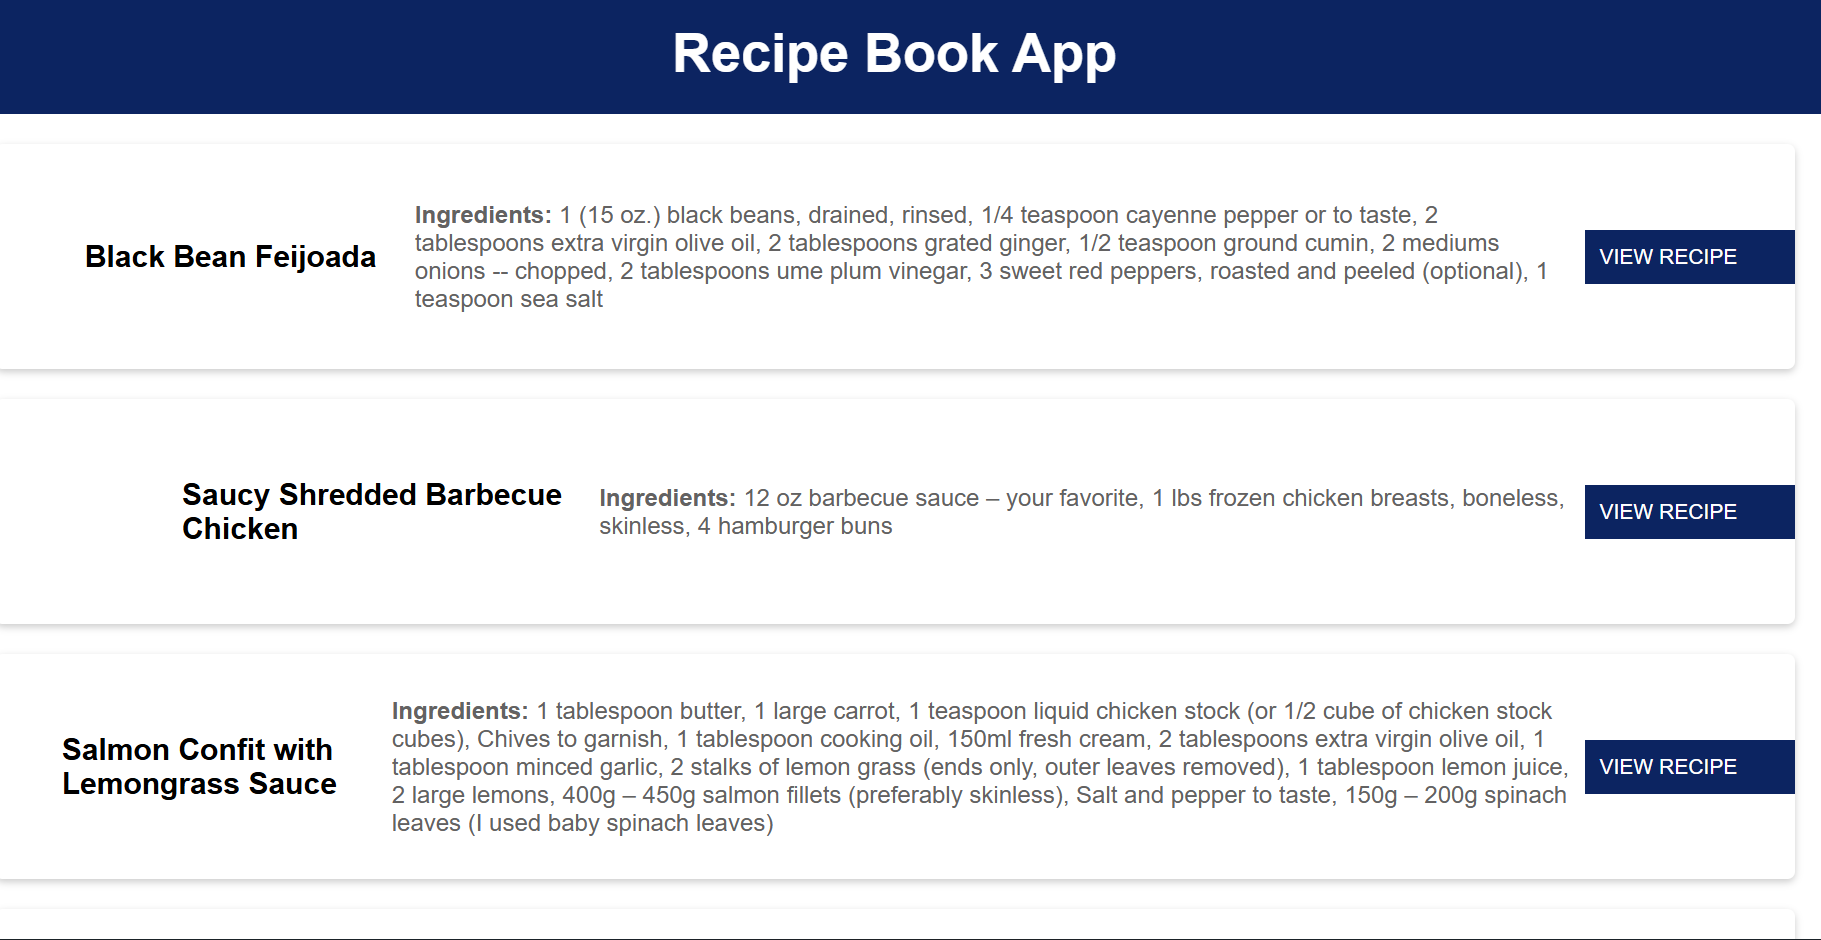 Recipe Book App
Black Bean Feijoada
Ingredients: 1 (15 oz.) black beans, drained, rinsed, 1/4 teaspoon cayenne pepper or to taste, 2
tablespoons extra virgin olive oil, 2 tablespoons grated ginger, 1/2 teaspoon ground cumin, 2 mediums
onions -- chopped, 2 tablespoons ume plum vinegar, 3 sweet red peppers, roasted and peeled (optional), 1
teaspoon sea salt
VIEW RECIPE
Saucy Shredded Barbecue
Chicken
Ingredients: 12 oz barbecue sauce – your favorite, 1 lbs frozen chicken breasts, boneless,
skinless, 4 hamburger buns
VIEW RECIPE
Salmon Confit with
Lemongrass Sauce
Ingredients: 1 tablespoon butter, 1 large carrot, 1 teaspoon liquid chicken stock (or 1/2 cube of chicken stock
cubes), Chives to garnish, 1 tablespoon cooking oil, 150ml fresh cream, 2 tablespoons extra virgin olive oil, 1
tablespoon minced garlic, 2 stalks of lemon grass (ends only, outer leaves removed), 1 tablespoon lemon juice,
2 large lemons, 400g – 450g salmon fillets (preferably skinless), Salt and pepper to taste, 150g – 200g spinach
leaves (I used baby spinach leaves)
VIEW RECIPE